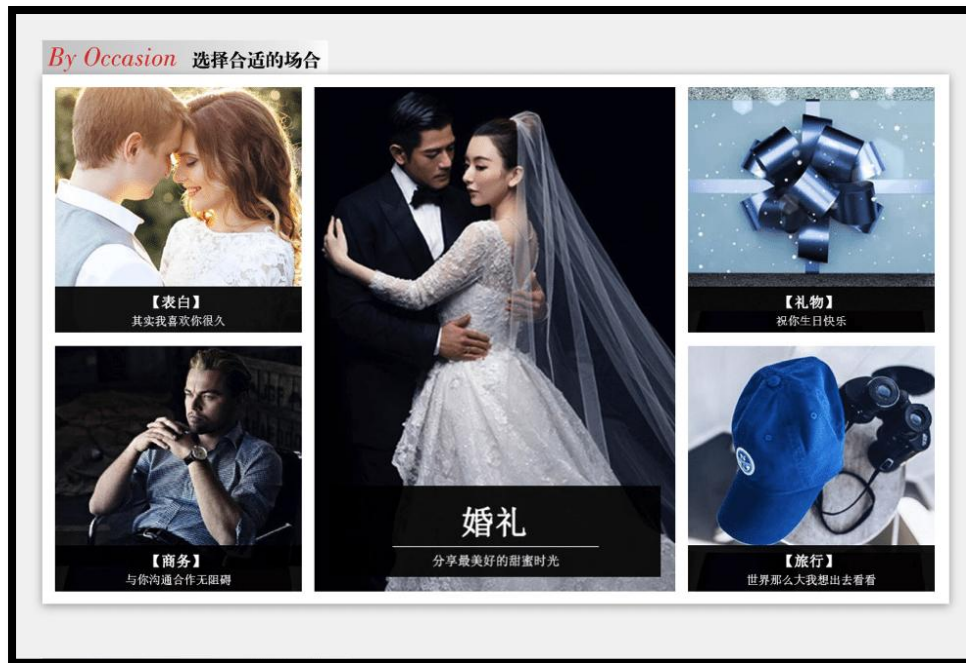 By Occasion 选择合适的场合
【表白】
其实我喜欢你很久
【商务】
与你沟通合作无阻碍
婚礼
分享最美好的甜蜜时光
【礼物】
祝你生日快乐
【旅行】
世界那么大我想出去看看